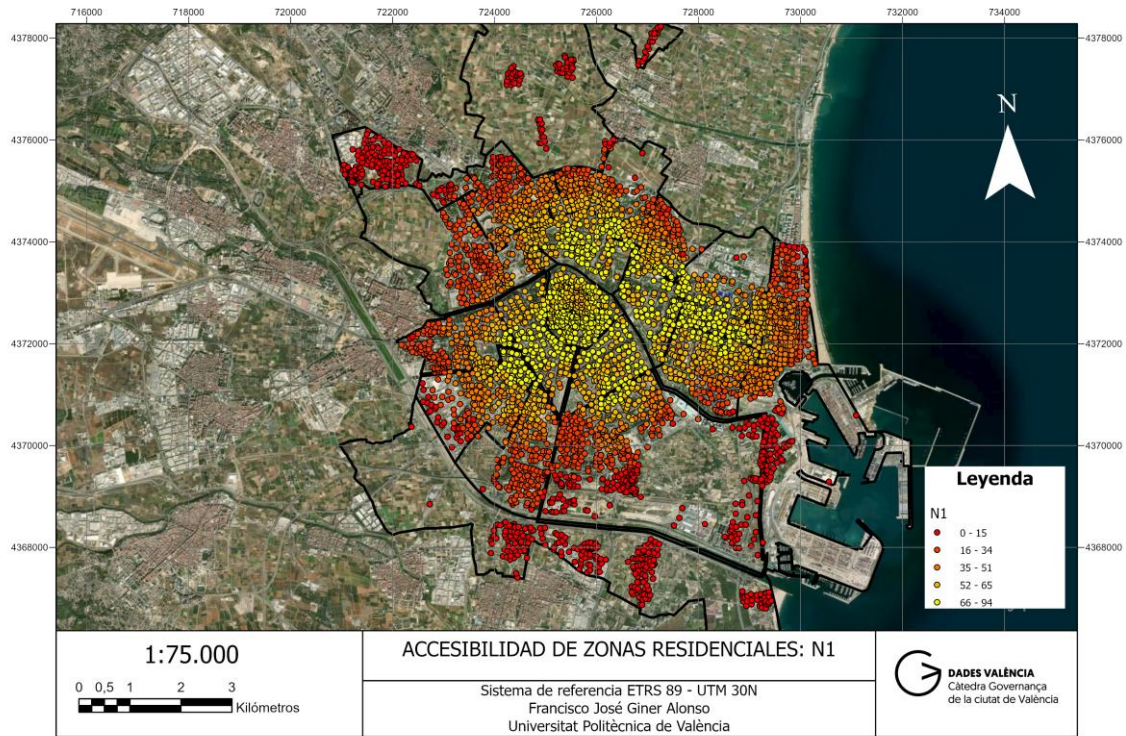 716000 718000 720000 722000 724000 726000 728000 730000 732000 734000
4378000 4378000
4376000 4376000
4374000 4374000
4372000 4372000
4370000 4370000
4368000 4368000
N
Leyenda
N1
0 - 15
16 - 34
35 - 51
52 - 65
66 - 94
1:75.000
0 0,5 1 2 3
Kilómetros
ACCESIBILIDAD DE ZONAS RESIDENCIALES: N1
Sistema de referencia ETRS 89 - UTM 30N
Francisco José Giner Alonso
Universitat Politècnica de València
DADES VALÈNCIA
Càtedra Governança
de la ciutat de València